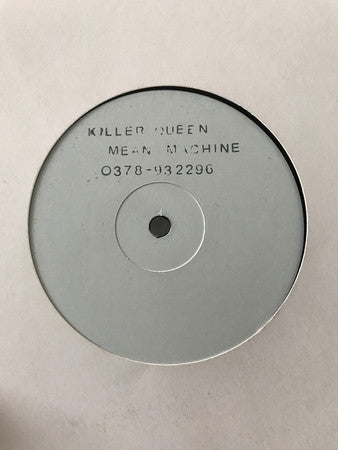 KILLER QUEEN
MEAN MACHINE
0378-932296